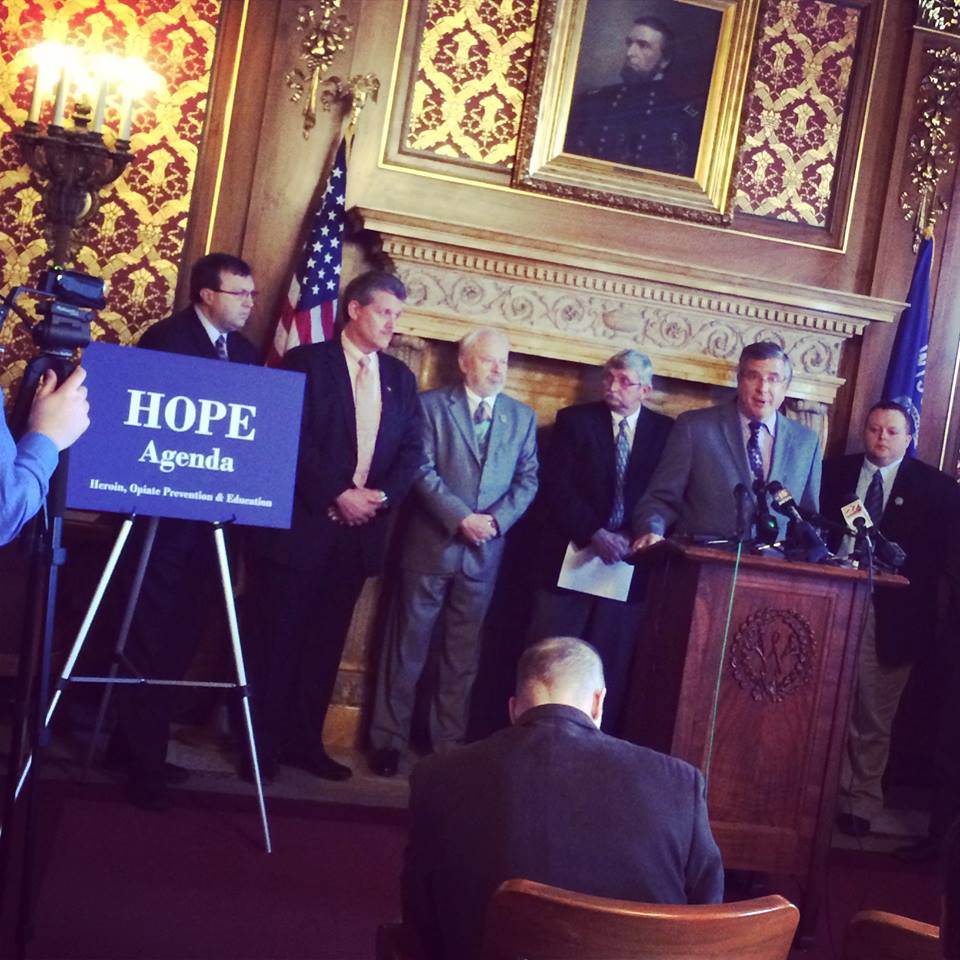 HOPE
Agenda
Heroin, Opiate Prevention & Education